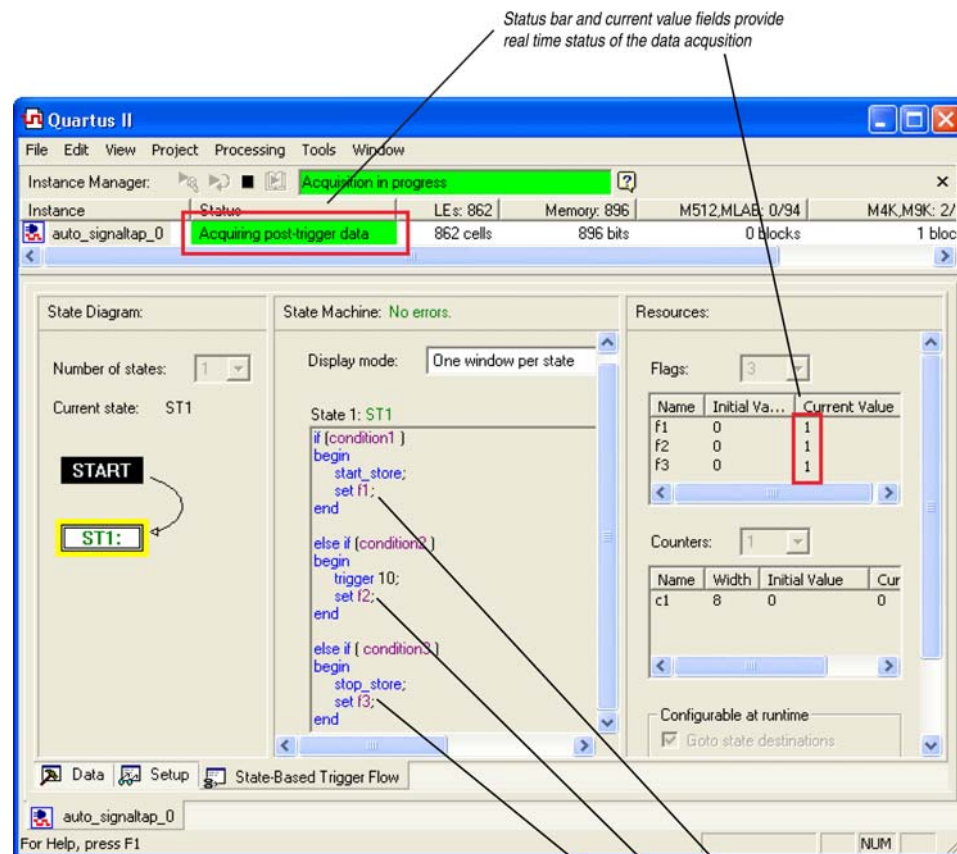 Status bar and current value fields provide
real time status of the data acqusition
Quartus II
File Edit View Project Processing Tools Window
Instance Manager: Acquisition in progress
Instance Status LEs: 862 Memory: 896 M512,MLAB: 0/94 M4K,M9K: 2/
auto_signaltap_0 Acquiring post-trigger data 862 cells 896 bits 0 blocks 1 bloc
State Diagram:
Number of states: 1
Current state: ST1
START
ST1:
State Machine: No errors.
Display mode: One window per state
State 1: ST1
if (condition1 )
begin
start_store;
set f1;
end
else if (condition2 )
begin
trigger 10;
set f2;
end
else if ( condition3 )
begin
stop_store;
set f3;
end
Resources:
Flags: 3
Name Initial Va... Current Value
f1 0 1
f2 0 1
f3 0 1
Counters: 1
Name Width Initial Value Cur
c1 8 0 0
Configurable at runtime
Goto state destinations
Data Setup State-Based Trigger Flow
auto_signaltap_0
For Help, press F1 NUM